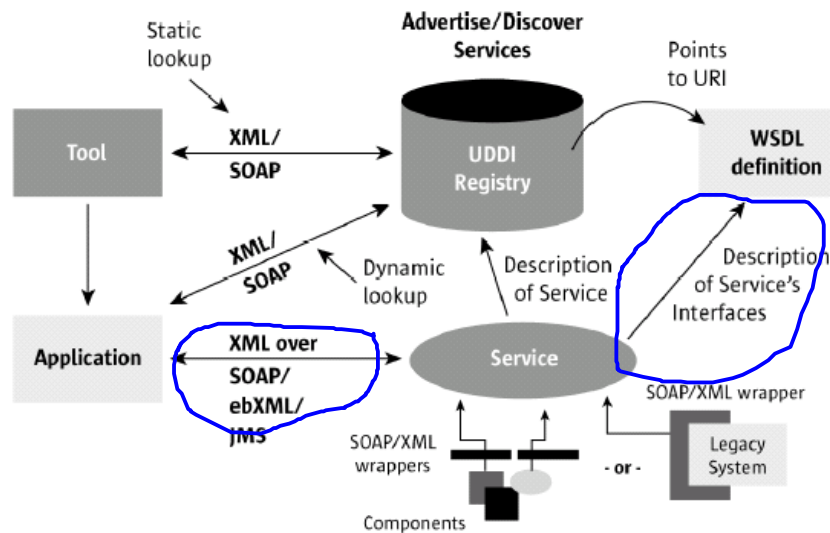 Static
lookup
Advertise/Discover
Services
Points
to URI
Tool
XML/
SOAP
UDDI
Registry
WSDL
definition
XML/
SOAP
Dynamic
lookup
Description
of Service
Description
of Service's
Interfaces
Application
XML over
SOAP/
ebXML/
JMS
Service
SOAP/XML wrapper
SOAP/XML
wrappers
- or -
Legacy
System
Components